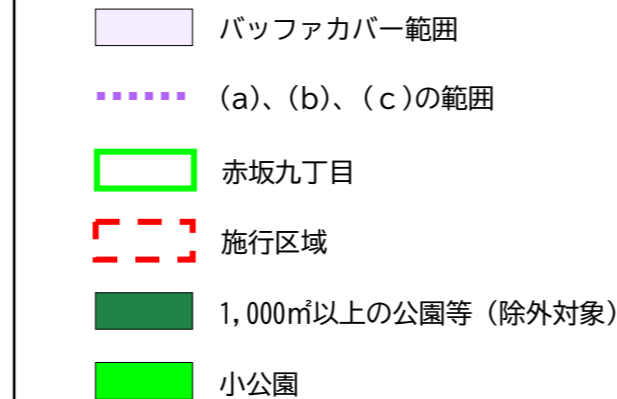 バッファカバー範囲
(a)、(b)、(ｃ)の範囲
赤坂九丁目
施行区域
1,000㎡以上の公園等（除外対象）
小公園